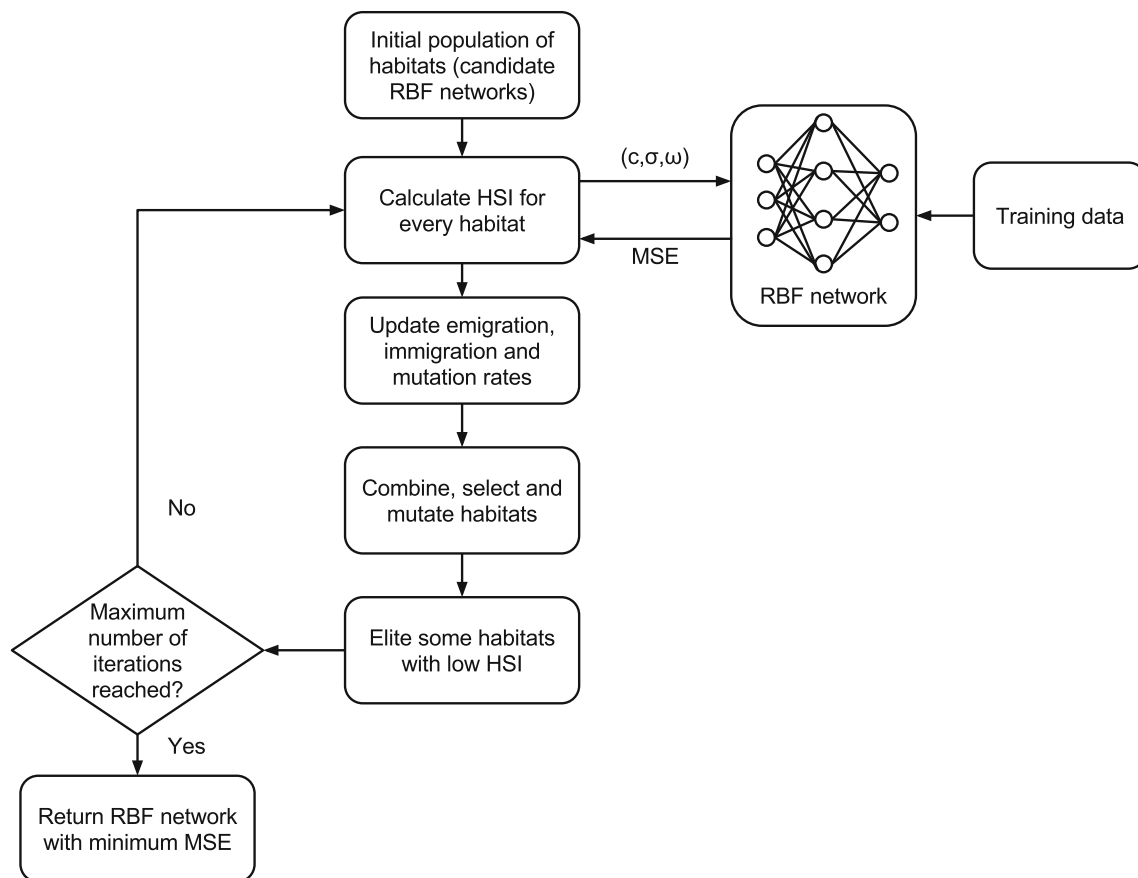 Initial population of
habitats (candidate
RBF networks)
Calculate HSI for
every habitat
(c,σ,ω)
MSE
RBF network
Training data
Update emigration,
immigration and
mutation rates
Combine, select and
mutate habitats
Elite some habitats
with low HSI
No
Maximum
number of
iterations
reached?
Yes
Return RBF network
with minimum MSE